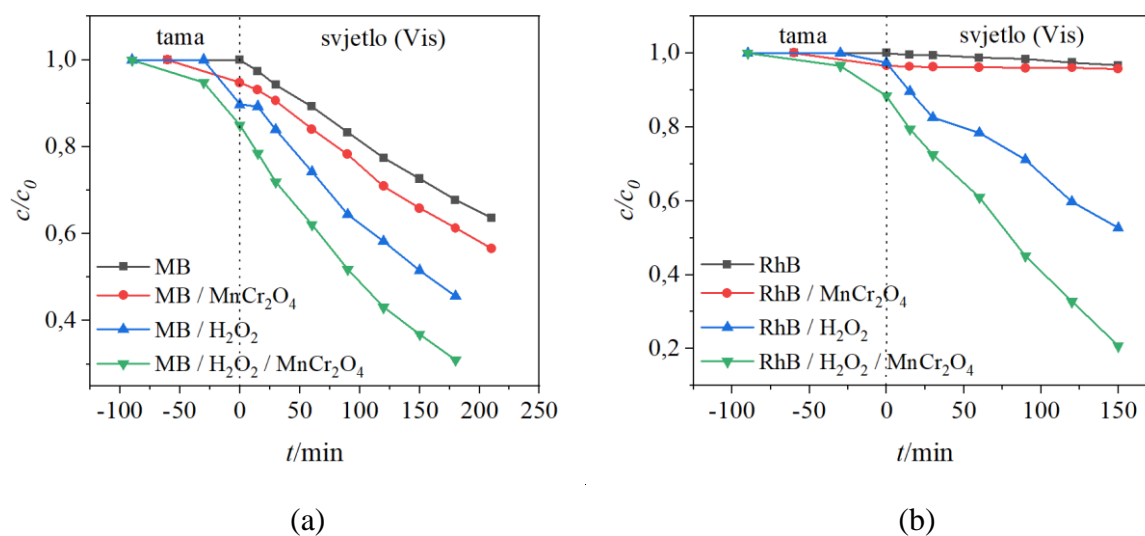 tama svjetlo (Vis)
1,0
0,8
0,6
0,4
c/c₀
MB
MB / MnCr₂O₄
MB / H₂O₂
MB / H₂O₂ / MnCr₂O₄
-100 -50 0 50 100 150 200 250
t/min
(a)
tama svjetlo (Vis)
1,0
0,8
0,6
0,4
0,2
c/c₀
RhB
RhB / MnCr₂O₄
RhB / H₂O₂
RhB / H₂O₂ / MnCr₂O₄
-100 -50 0 50 100 150
t/min
(b)